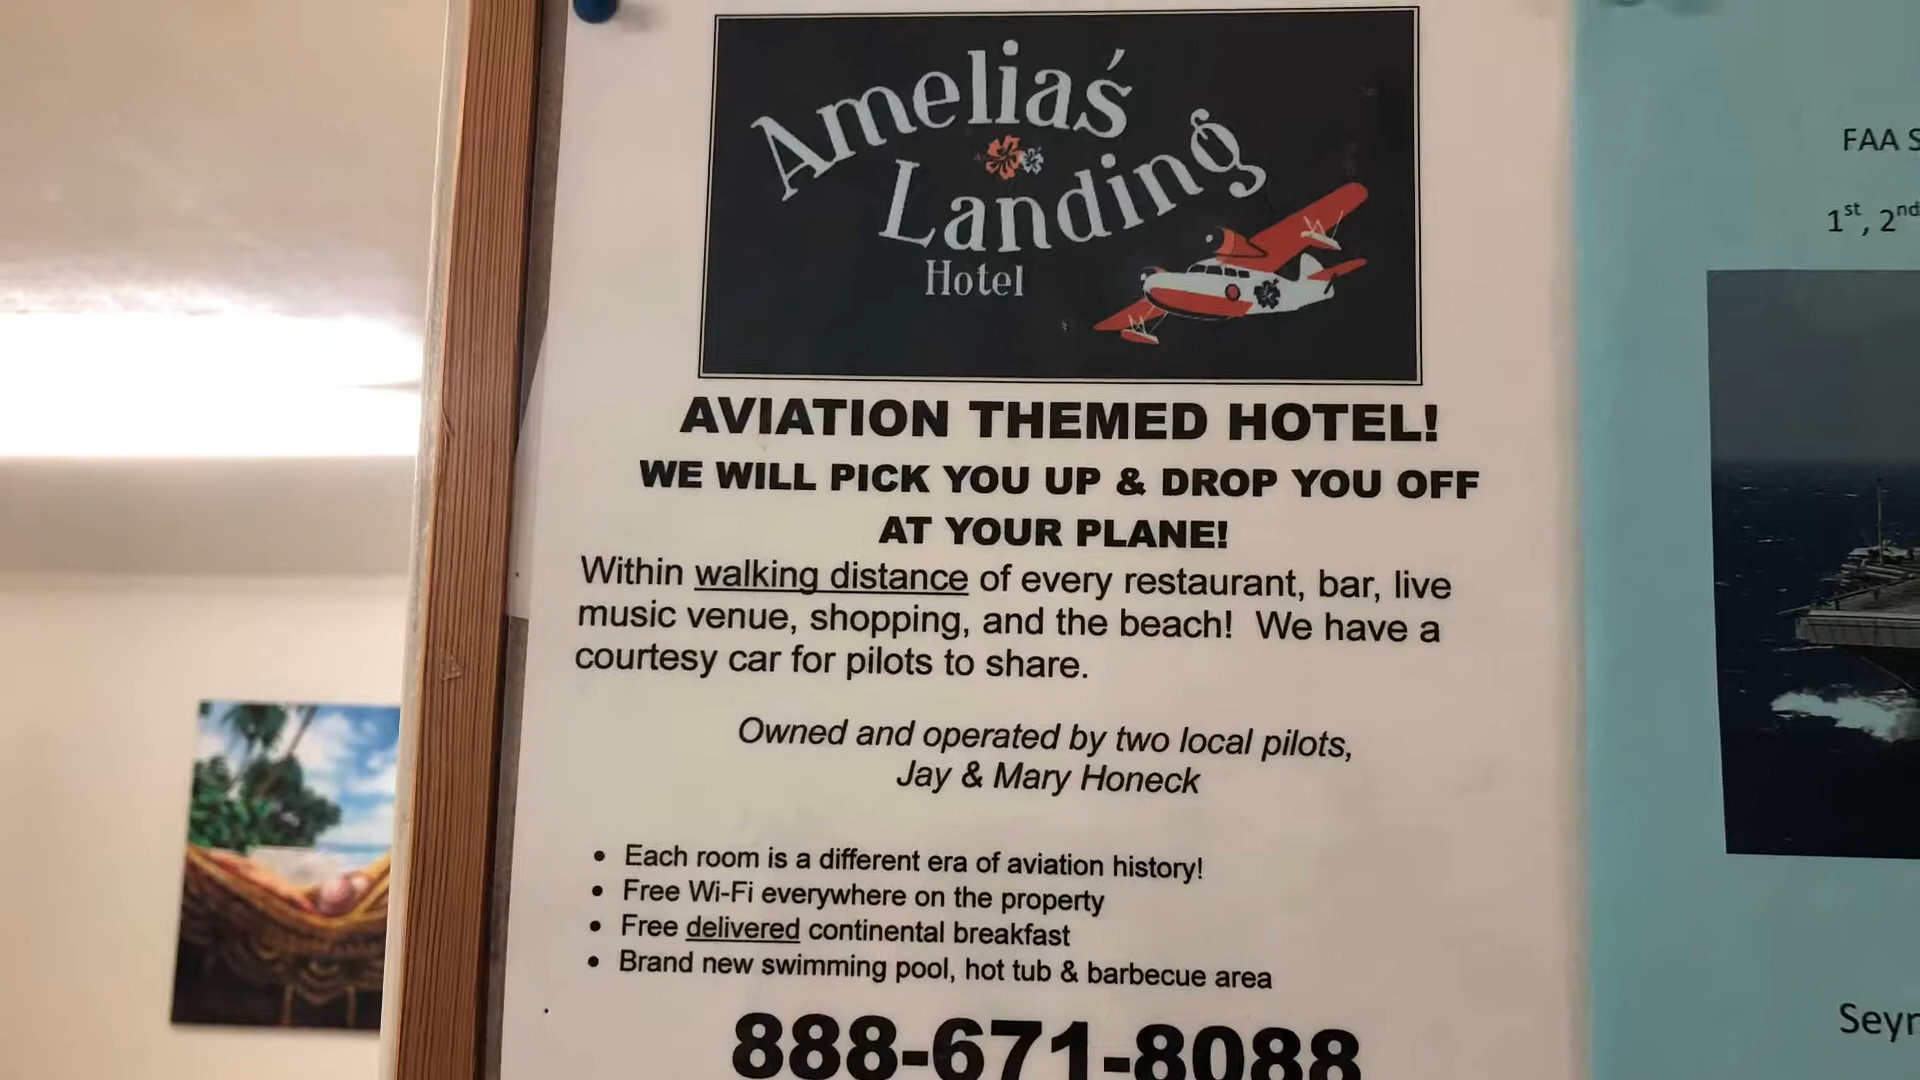 Amelia's
Landing
Hotel
AVIATION THEMED HOTEL!
WE WILL PICK YOU UP & DROP YOU OFF
AT YOUR PLANE!
Within walking distance of every restaurant, bar, live
music venue, shopping, and the beach! We have a
courtesy car for pilots to share.
Owned and operated by two local pilots,
Jay & Mary Honeck
• Each room is a different era of aviation history!
• Free Wi-Fi everywhere on the property
• Free delivered continental breakfast
• Brand new swimming pool, hot tub & barbecue area
888-671-8088
FAA S
1st, 2nd
Seyr